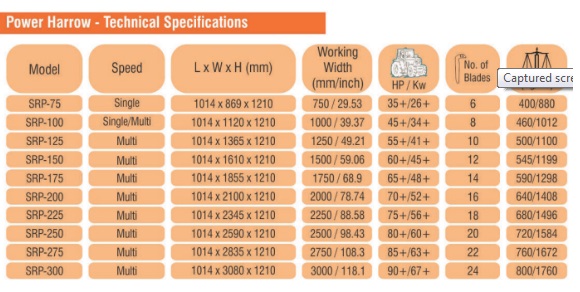 Power Harrow - Technical Specifications
Model Speed L x W x H (mm) Working Width (mm/inch) HP / Kw No. of Blades
Captured scre
SRP-75 Single 1014 x 869 x 1210 750 / 29.53 35+/26+ 6 400/880
SRP-100 Single/Multi 1014 x 1120 x 1210 1000 / 39.37 45+/34+ 8 460/1012
SRP-125 Multi 1014 x 1365 x 1210 1250 / 49.21 55+/41+ 10 500/1100
SRP-150 Multi 1014 x 1610 x 1210 1500 / 59.06 60+/45+ 12 545/1199
SRP-175 Multi 1014 x 1855 x 1210 1750 / 68.9 65+/48+ 14 590/1298
SRP-200 Multi 1014 x 2100 x 1210 2000 / 78.74 70+/52+ 16 640/1408
SRP-225 Multi 1014 x 2345 x 1210 2250 / 88.58 75+/56+ 18 680/1496
SRP-250 Multi 1014 x 2590 x 1210 2500 / 98.43 80+/60+ 20 720/1584
SRP-275 Multi 1014 x 2835 x 1210 2750 / 108.3 85+/63+ 22 760/1672
SRP-300 Multi 1014 x 3080 x 1210 3000 / 118.1 90+/67+ 24 800/1760